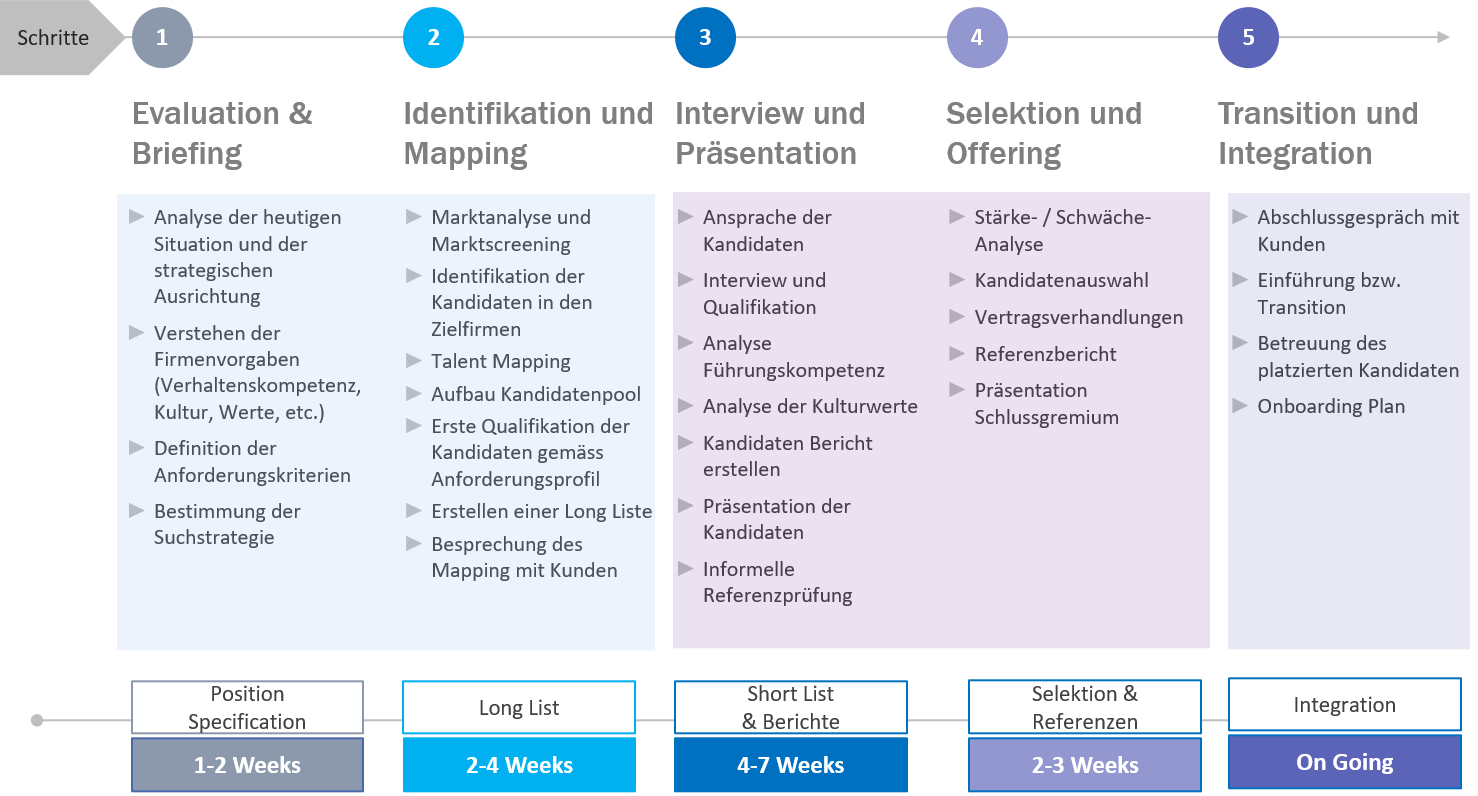 Schritte
1
2
3
4
5
Evaluation &
Briefing
Identifikation und
Mapping
Interview und
Präsentation
Selektion und
Offering
Transition und
Integration
Analyse der heutigen
Situation und der
strategischen
Ausrichtung
Verstehen der
Firmenvorgaben
(Verhaltenskompetenz,
Kultur, Werte, etc.)
Definition der
Anforderungskriterien
Bestimmung der
Suchstrategie
Marktanalyse und
Marktscreening
Identifikation der
Kandidaten in den
Zielfirmen
Talent Mapping
Aufbau Kandidatenpool
Erste Qualifikation der
Kandidaten gemäss
Anforderungsprofil
Erstellen einer Long Liste
Besprechung des
Mapping mit Kunden
Ansprache der
Kandidaten
Interview und
Qualifikation
Analyse
Führungskompetenz
Analyse der Kulturwerte
Kandidaten Bericht
erstellen
Präsentation der
Kandidaten
Informelle
Referenzprüfung
Stärke- / Schwäche-
Analyse
Kandidatenauswahl
Vertragsverhandlungen
Referenzbericht
Präsentation
Schlussgremium
Abschlussgespräch mit
Kunden
Einführung bzw.
Transition
Betreuung des
platzierten Kandidaten
Onboarding Plan
Position
Specification
1-2 Weeks
Long List
2-4 Weeks
Short List
& Berichte
4-7 Weeks
Selektion &
Referenzen
2-3 Weeks
Integration
On Going